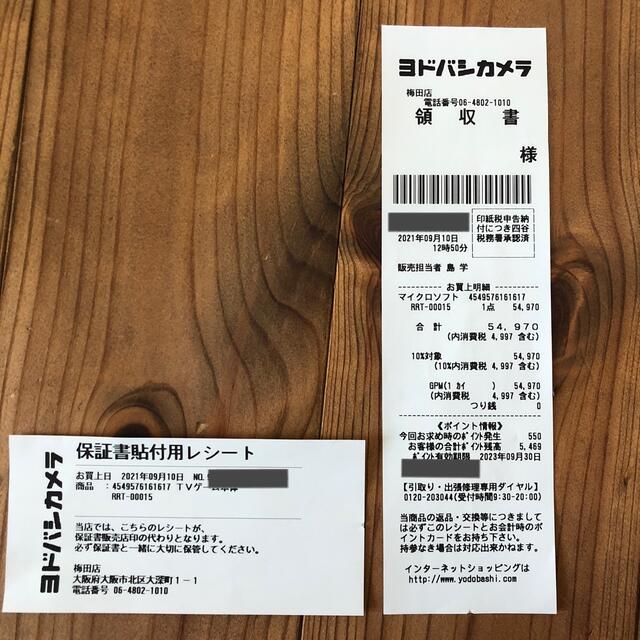 ヨドバシカメラ
梅田店
電話番号06-4802-1010
領 収 書
様
印紙税申告納
付につき四谷
税務署承認済
2021年09月10日
12時50分
販売担当者 島 学
お買上明細
マイクロソフト 4549576161617
RRT-00015 1点 54,970
合 計 54,970
(内消費税 4,997 含む)
10%対象 54,970
(10%内消費税 4,997 含む)
GPM(1 ｶｲ ) 54,970
(内消費税 4,997 含む)
つり銭 0
《ポイント情報》
今回お求め時のﾎﾟｲﾝﾄ発生 550
お客様の合計ﾎﾟｲﾝﾄ残高 5,469
ﾎﾟｲﾝﾄ有効期限 2023年09月30日
【引取り・出張修理専用ダイヤル】
0120-203044(受付時間9:30-20:00)
当商品の返品・交換等につきまして
は必ずこのレシートとお会計時のポ
イントカードをお持ち下さい。
持参なき場合は対応出来かねます。
インターネットショッピングは
http://www.yodobashi.com/
ヨドバシカメラ
保証書貼付用レシート
お買上日 2021年09月10日 NO.
商品 : 4549576161617 TVゲーム本体
RRT-00015
当店では、こちらのレシートが、
保証書販売店印の代わりとなります。
必ず保証書と一緒に大切に保管してください。
梅田店
大阪府大阪市北区大深町1-1
電話番号 06-4802-1010